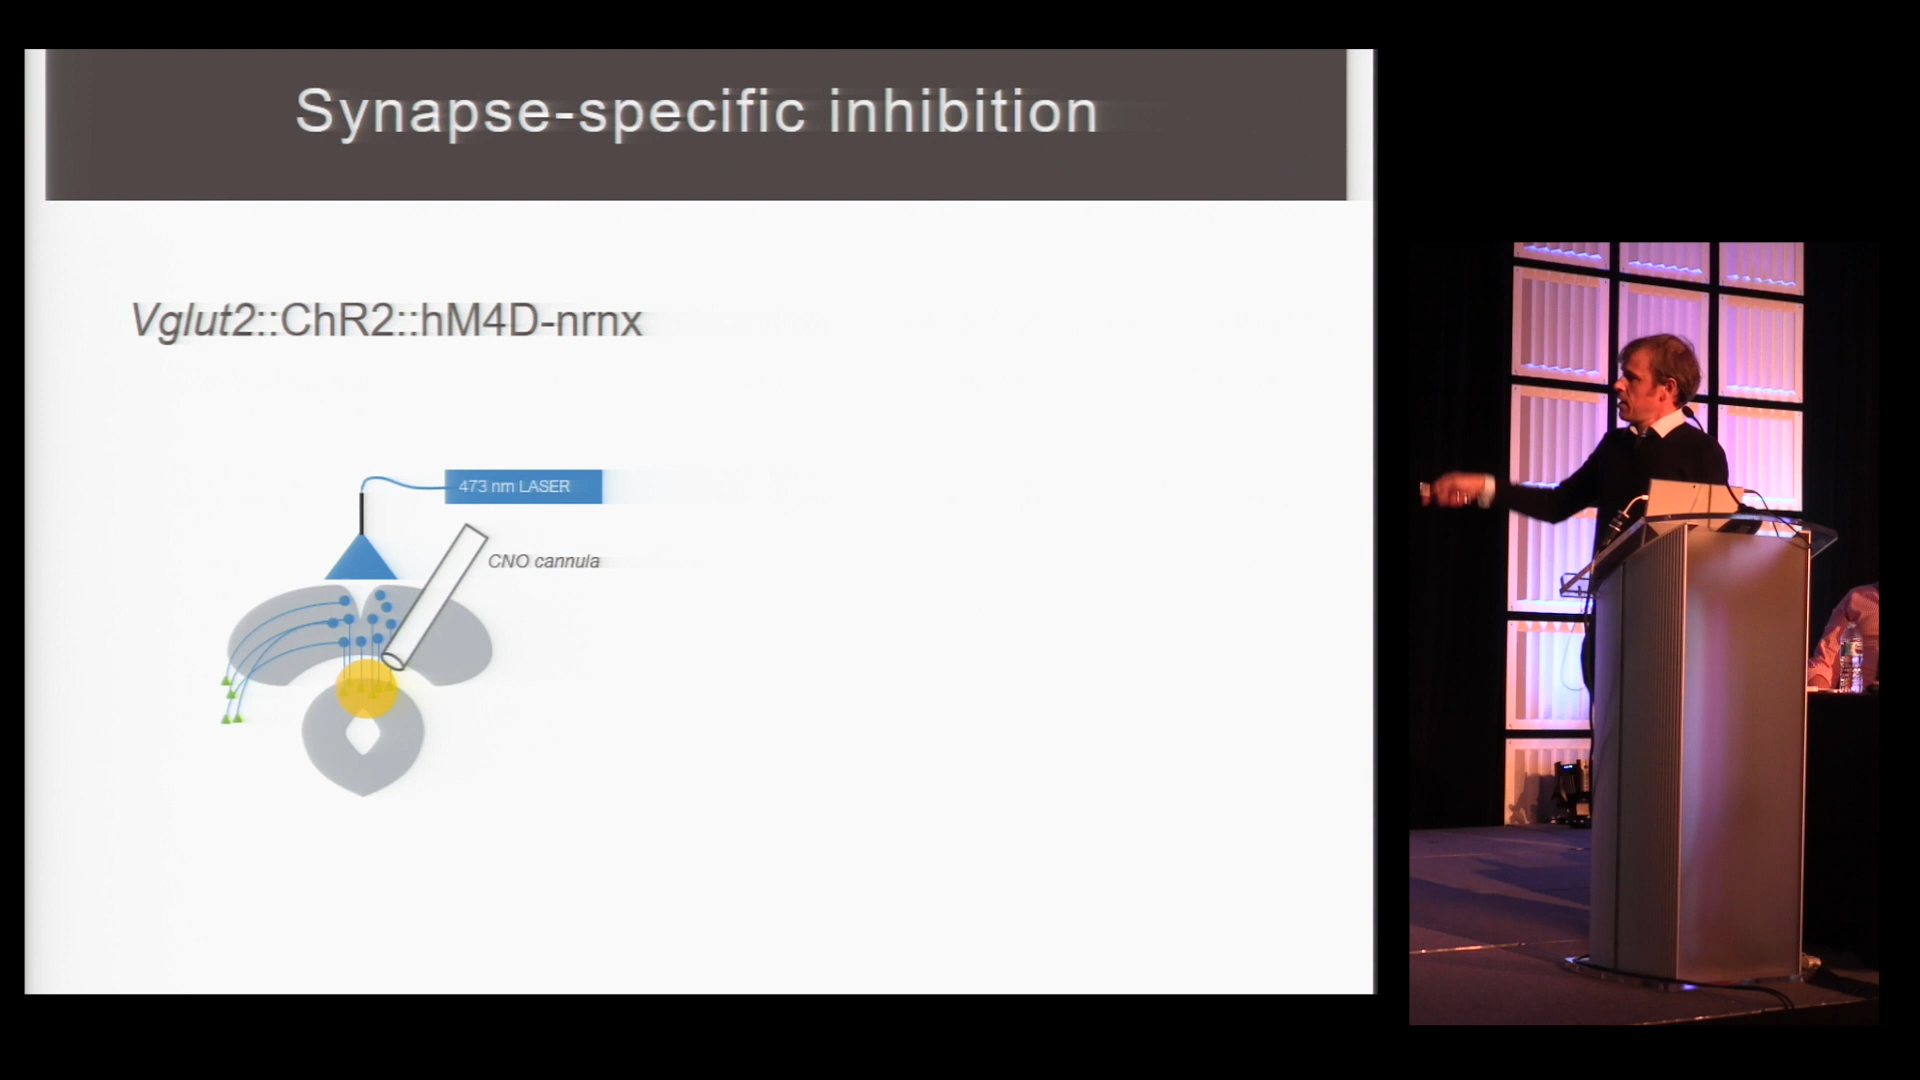 Synapse-specific inhibition
Vglut2::ChR2::hM4D-nrnx
473 nm LASER
CNO cannula